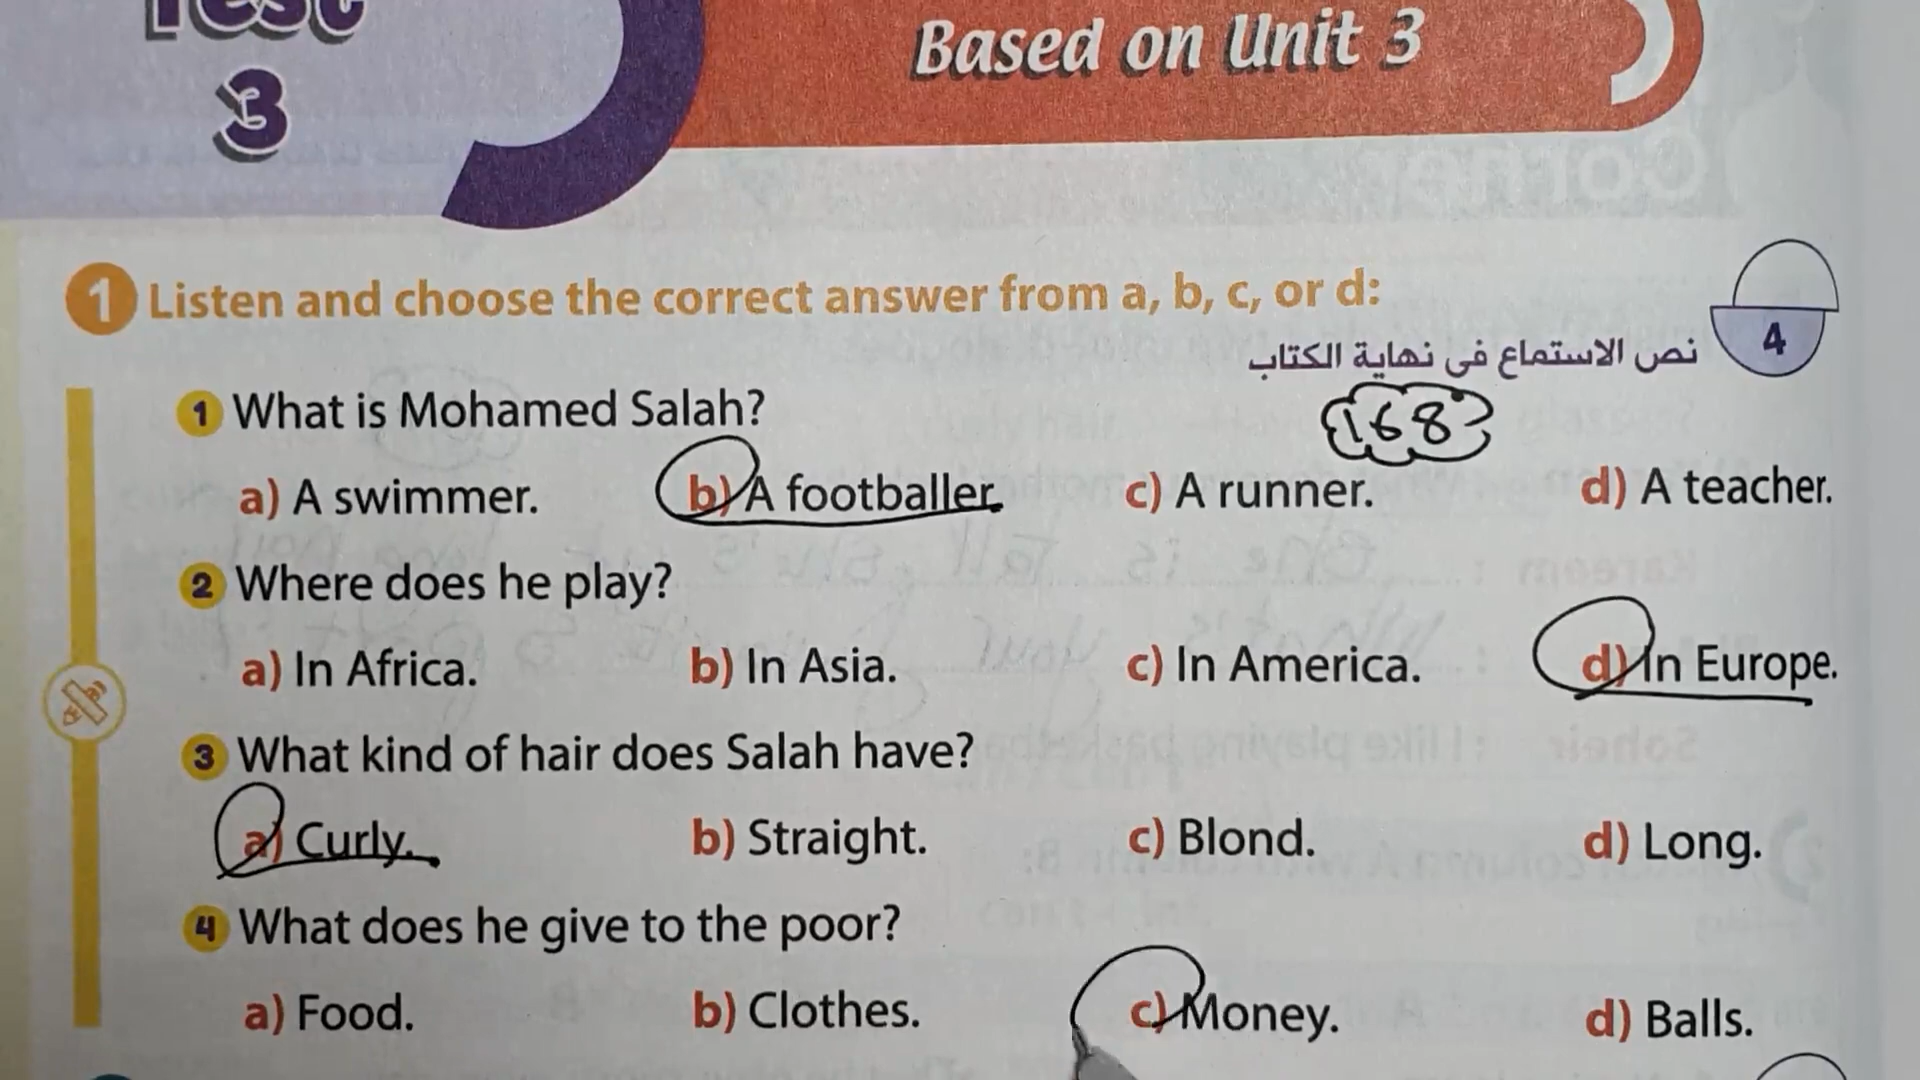 Test
3
Based on Unit 3
1 Listen and choose the correct answer from a, b, c, or d:
نص الاستماع فى نهاية الكتاب
4
168
1 What is Mohamed Salah?
a) A swimmer. b) A footballer. c) A runner. d) A teacher.
2 Where does he play?
a) In Africa. b) In Asia. c) In America. d) In Europe.
3 What kind of hair does Salah have?
a) Curly. b) Straight. c) Blond. d) Long.
4 What does he give to the poor?
a) Food. b) Clothes. c) Money. d) Balls.